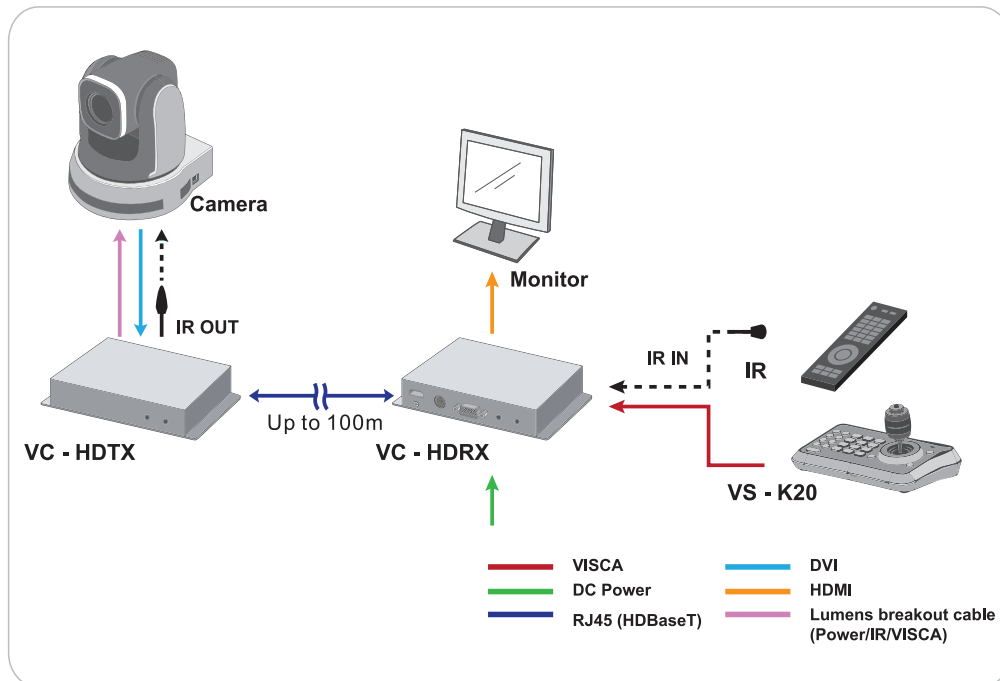 Camera
Monitor
IR OUT
IR IN
IR
Up to 100m
VC - HDTX
VC - HDRX
VS - K20
VISCA
DC Power
RJ45 (HDBaseT)
DVI
HDMI
Lumens breakout cable
(Power/IR/VISCA)